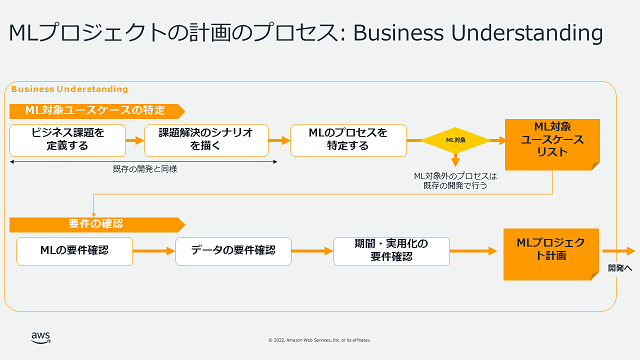 MLプロジェクトの計画のプロセス: Business Understanding
Business Understanding
ML対象ユースケースの特定
ビジネス課題を
定義する
課題解決のシナリオ
を描く
MLのプロセスを
特定する
ML対象
ML対象
ユースケース
リスト
既存の開発と同様
ML対象外のプロセスは
既存の開発で行う
要件の確認
MLの要件確認
データの要件確認
期間・実用化の
要件確認
MLプロジェク
ト計画
開発へ
aws
© 2022, Amazon Web Services, Inc. or its affiliates.